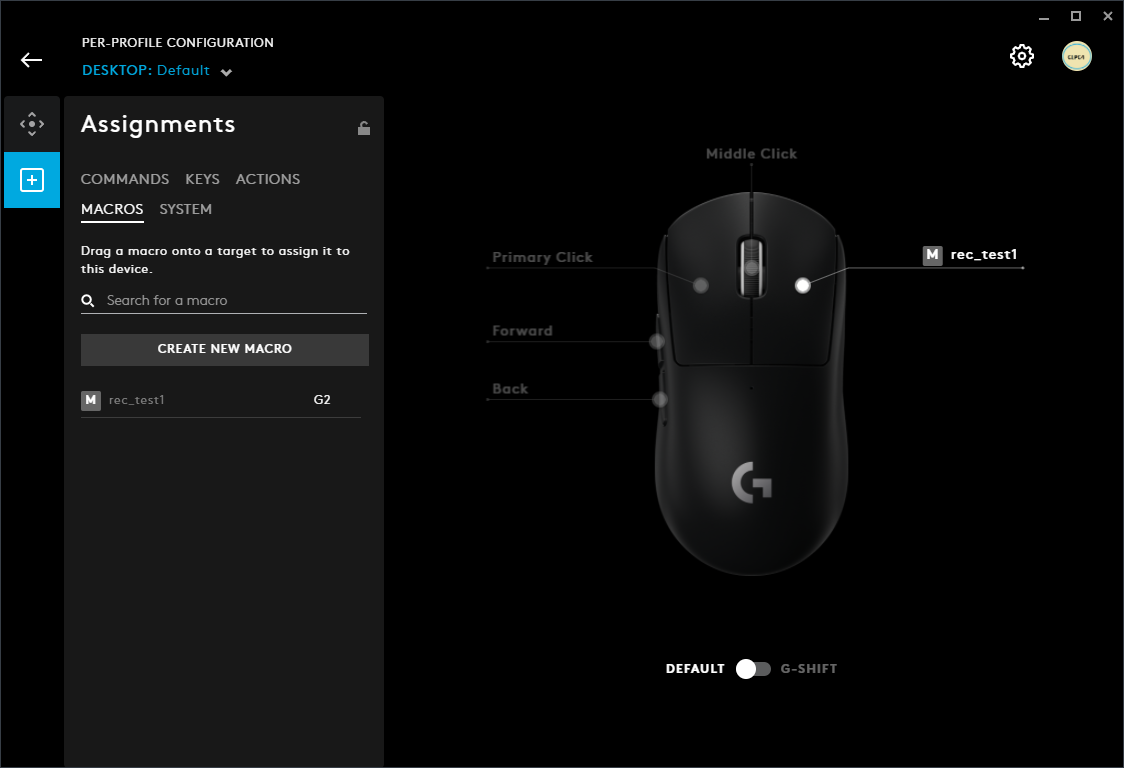 PER-PROFILE CONFIGURATION
DESKTOP: Default
Assignments
COMMANDS KEYS ACTIONS
MACROS SYSTEM
Drag a macro onto a target to assign it to
this device.
Search for a macro
CREATE NEW MACRO
M rec_test1 G2
Middle Click
Primary Click
M rec_test1
Forward
Back
DEFAULT G-SHIFT